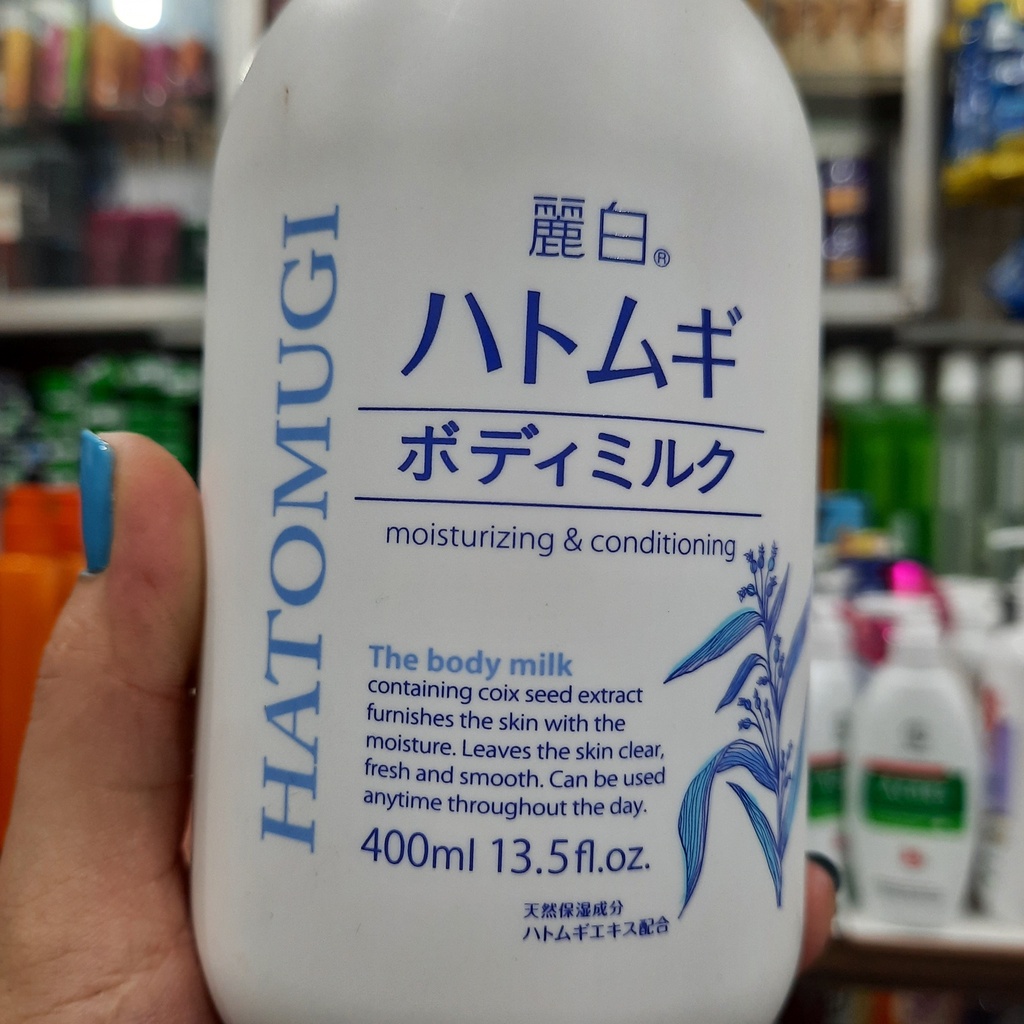 麗白®
ハトムギ
ボディミルク
moisturizing & conditioning
HATOMUGI
The body milk
containing coix seed extract
furnishes the skin with the
moisture. Leaves the skin clear,
fresh and smooth. Can be used
anytime throughout the day.
400ml 13.5fl.oz.
天然保湿成分
ハトムギエキス配合